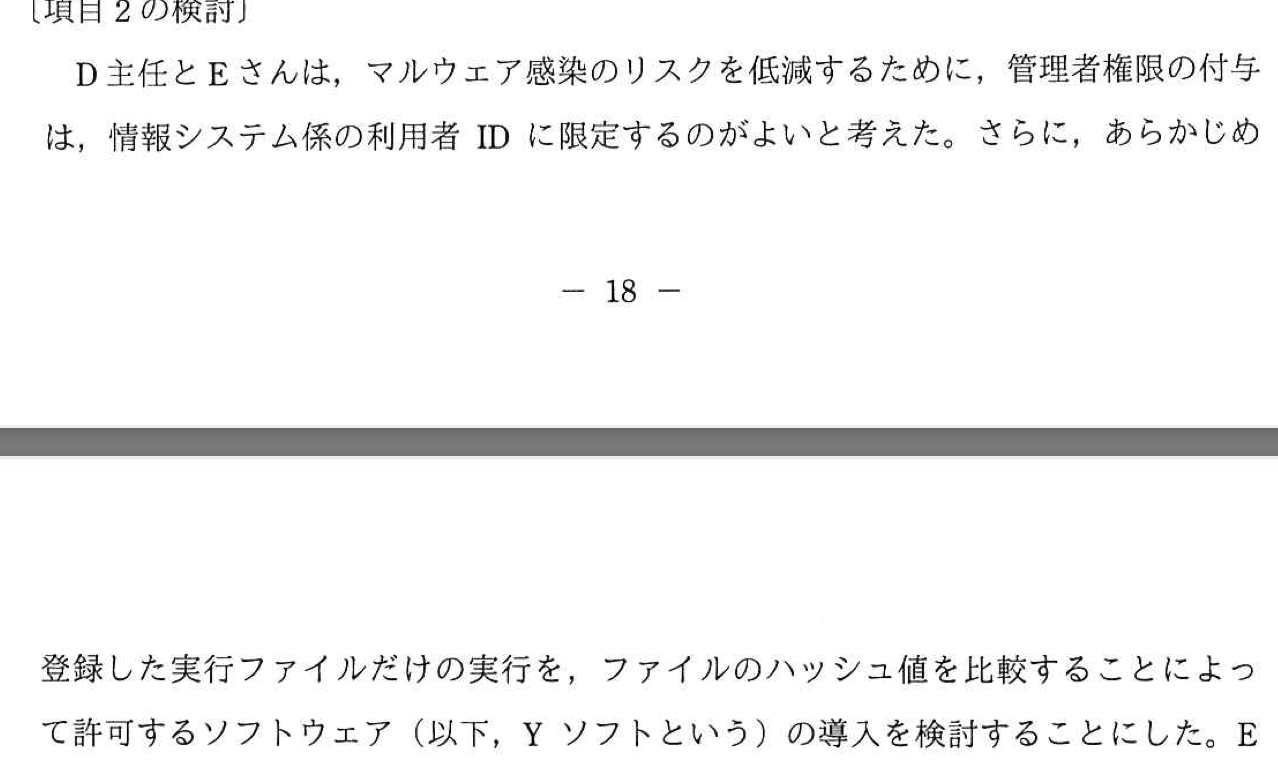 〔項目2の検討〕
D主任とEさんは，マルウェア感染のリスクを低減するために，管理者権限の付与
は，情報システム係の利用者 ID に限定するのがよいと考えた。さらに，あらかじめ
－ 18 －
登録した実行ファイルだけの実行を，ファイルのハッシュ値を比較することによっ
て許可するソフトウェア（以下，Y ソフトという）の導入を検討することにした。E